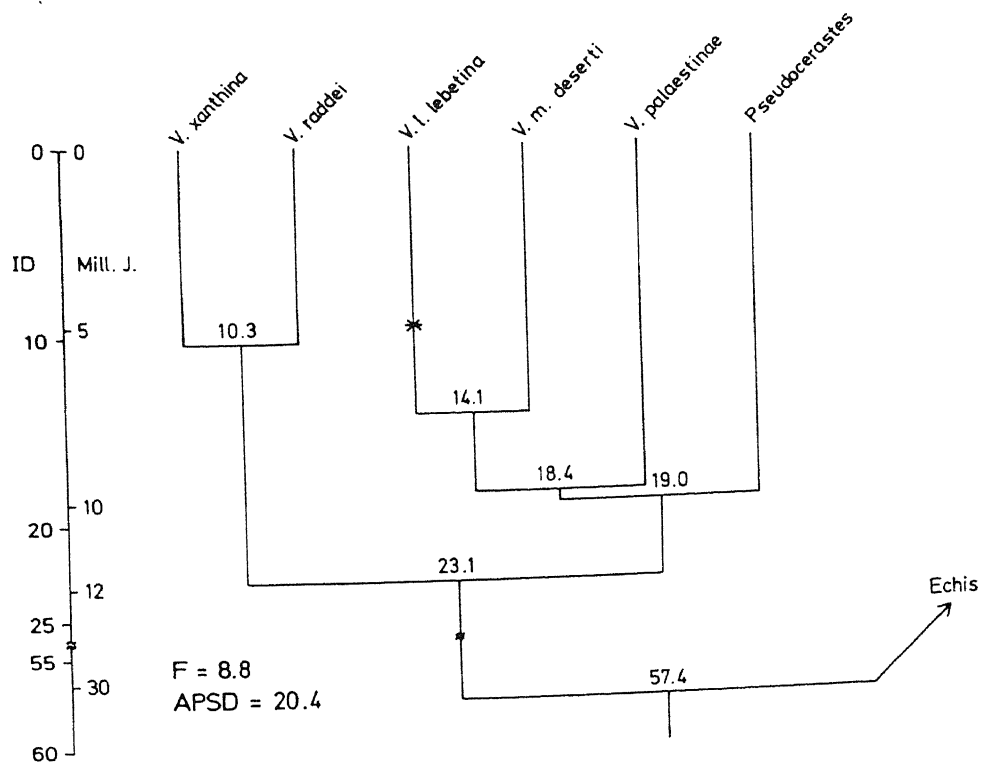 V. xanthina
V. raddei
V. l. lebetina
V. m. deserti
V. palaestinae
Pseudocerastes
0 0
ID Mill. J.
5
10
10.3
14.1
18.4
19.0
10
20
23.1
12
25
Echis
55
30
57.4
F = 8.8
APSD = 20.4
60